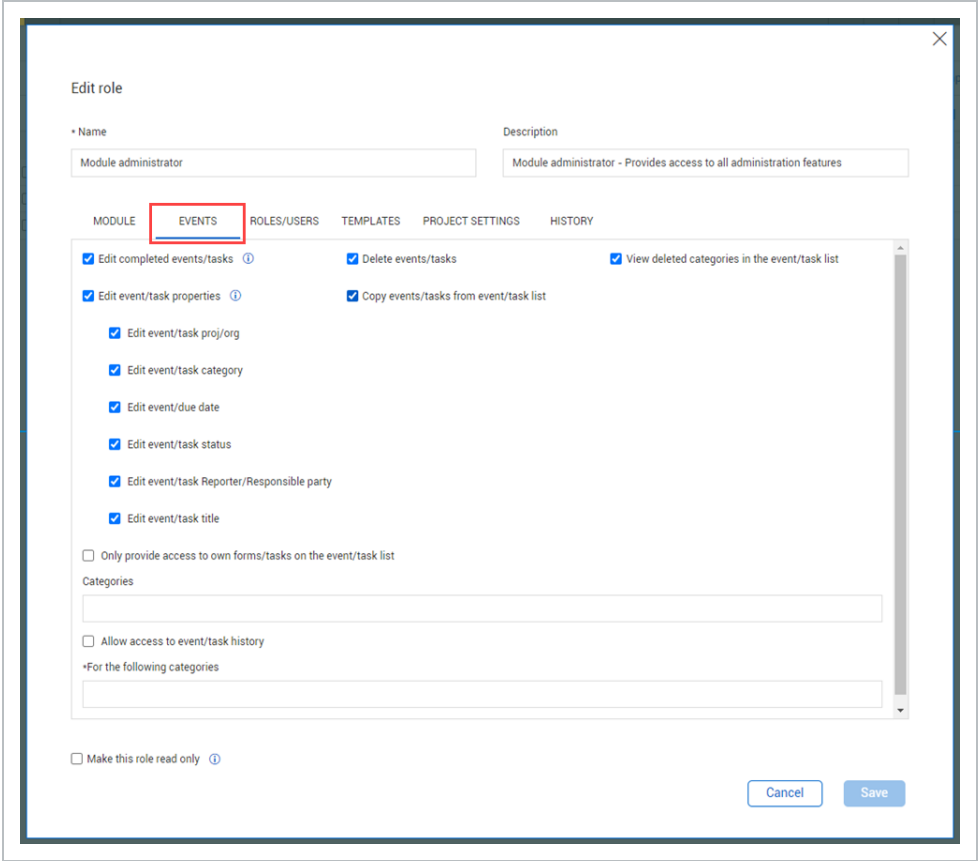 Edit role
* Name
Description
Module administrator
Module administrator - Provides access to all administration features
MODULE EVENTS ROLES/USERS TEMPLATES PROJECT SETTINGS HISTORY
Edit completed events/tasks Delete events/tasks View deleted categories in the event/task list
Edit event/task properties Copy events/tasks from event/task list
Edit event/task proj/org
Edit event/task category
Edit event/due date
Edit event/task status
Edit event/task Reporter/Responsible party
Edit event/task title
Only provide access to own forms/tasks on the event/task list
Categories
Allow access to event/task history
*For the following categories
Make this role read only
Cancel Save